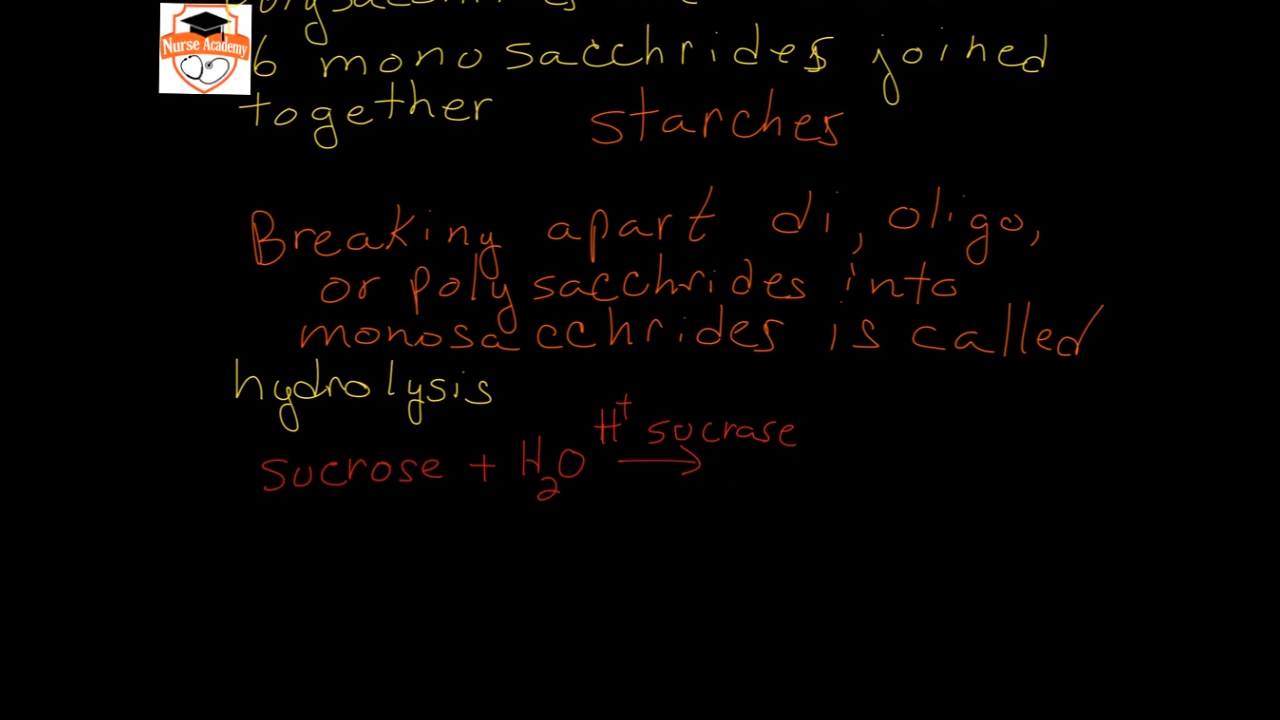 Nurse Academy
6 monosacchrides joined
together starches
Breaking apart di, oligo,
or polysacchrides into
monosacchrides is called
hydrolysis
H⁺ sucrase
sucrose + H₂O →